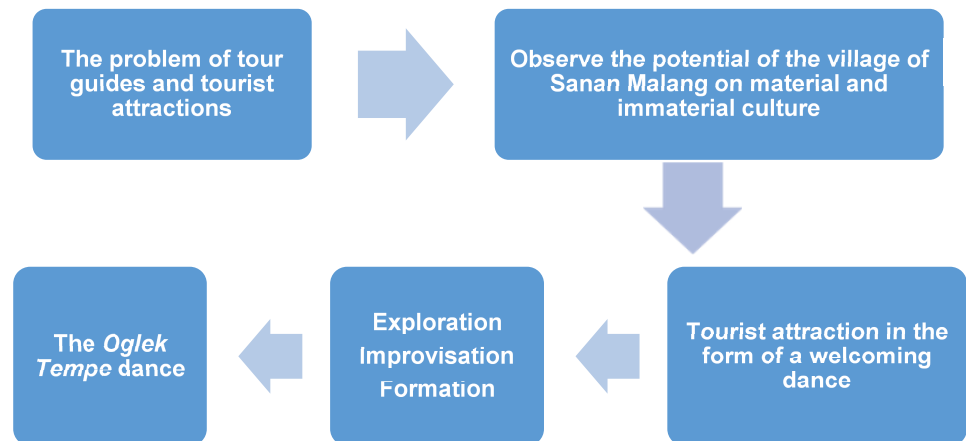 The problem of tour
guides and tourist
attractions
Observe the potential of the village of
Sanan Malang on material and
immaterial culture
Tourist attraction in the
form of a welcoming
dance
Exploration
Improvisation
Formation
The Oglek
Tempe dance